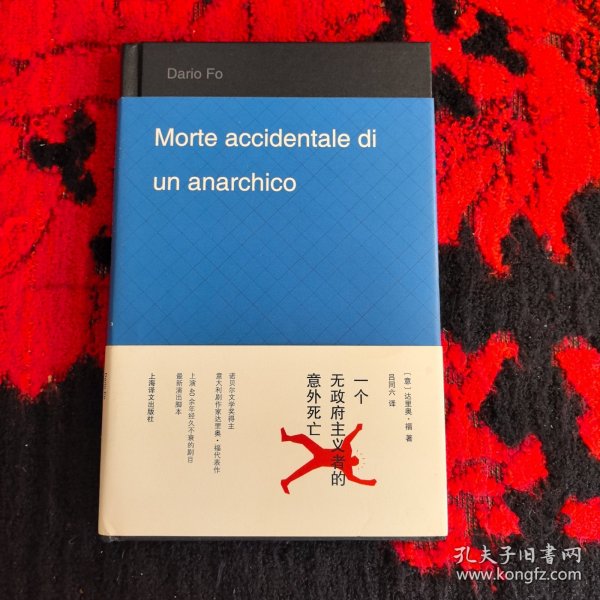 Dario Fo
Morte accidentale di
un anarchico
〔意〕达里奥·福 著
吕同六 译
一个
无政府主义者的
意外死亡
诺贝尔文学奖得主
意大利剧作家达里奥·福代表作
上演40余年经久不衰的剧目
最新演出脚本
上海译文出版社
孔夫子旧书网
www.kongfz.com